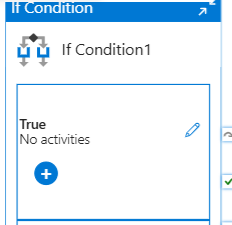 If Condition
If Condition1
True
No activities